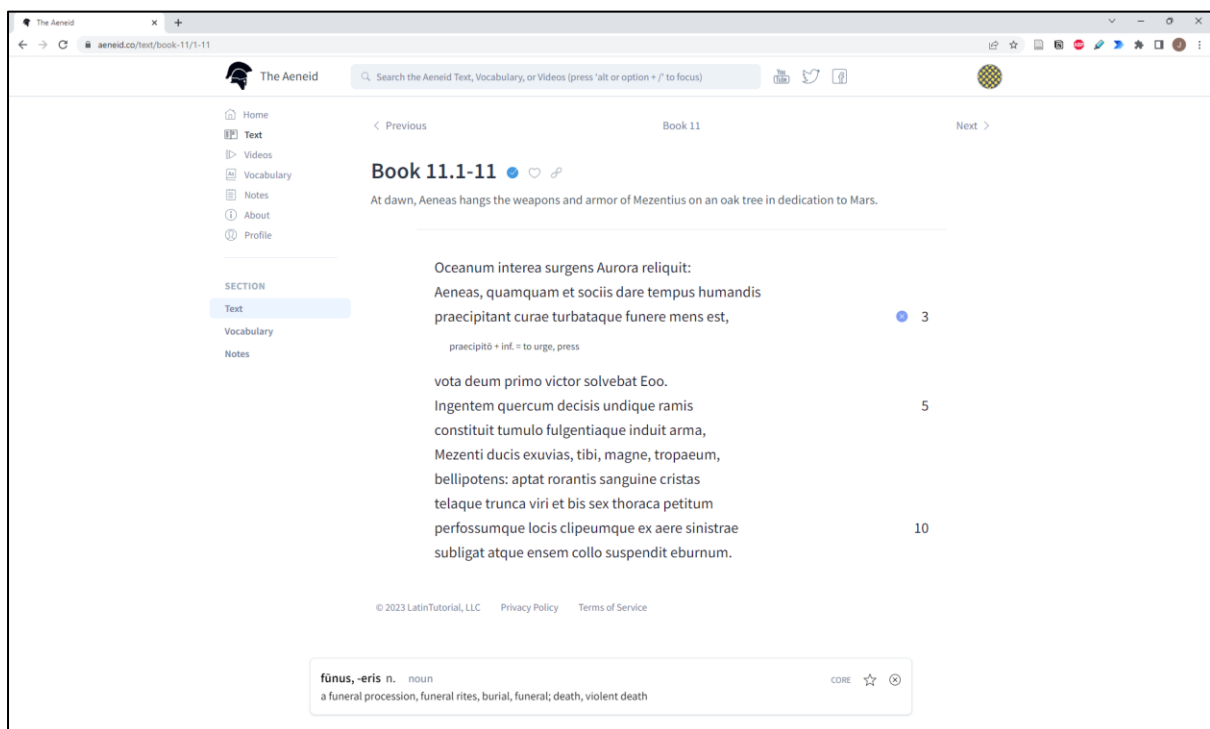 The Aeneid
aeneid.co/text/book-11/1-11
The Aeneid
Search the Aeneid Text, Vocabulary, or Videos (press 'alt or option + /' to focus)
You Tube
Home
Text
Videos
Vocabulary
Notes
About
Profile
SECTION
Text
Vocabulary
Notes
Previous
Book 11
Next
Book 11.1-11
At dawn, Aeneas hangs the weapons and armor of Mezentius on an oak tree in dedication to Mars.
Oceanum interea surgens Aurora reliquit:
Aeneas, quamquam et sociis dare tempus humandis
praecipitant curae turbataque funere mens est, 3
praecipitō + inf. = to urge, press
vota deum primo victor solvebat Eoo.
Ingentem quercum decisis undique ramis 5
constituit tumulo fulgentiaque induit arma,
Mezenti ducis exuvias, tibi, magne, tropaeum,
bellipotens: aptat rorantis sanguine cristas
telaque trunca viri et bis sex thoraca petitum
perfossumque locis clipeumque ex aere sinistrae 10
subligat atque ensem collo suspendit eburnum.
© 2023 LatinTutorial, LLC Privacy Policy Terms of Service
fūnus, -eris n. noun CORE
a funeral procession, funeral rites, burial, funeral; death, violent death